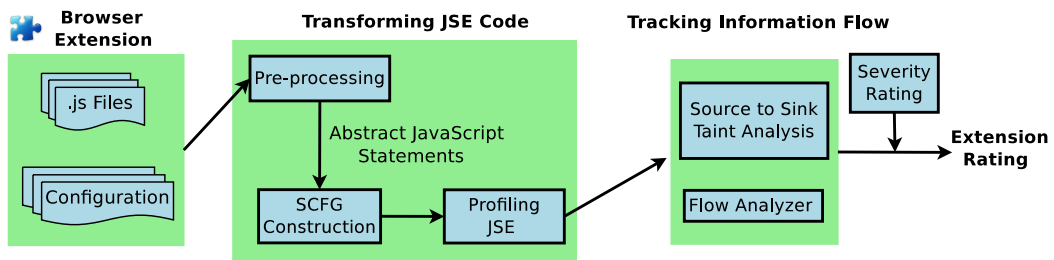 Browser
Extension
.js Files
Configuration
Transforming JSE Code
Pre-processing
Abstract JavaScript
Statements
SCFG
Construction
Profiling
JSE
Tracking Information Flow
Source to Sink
Taint Analysis
Flow Analyzer
Severity
Rating
Extension
Rating